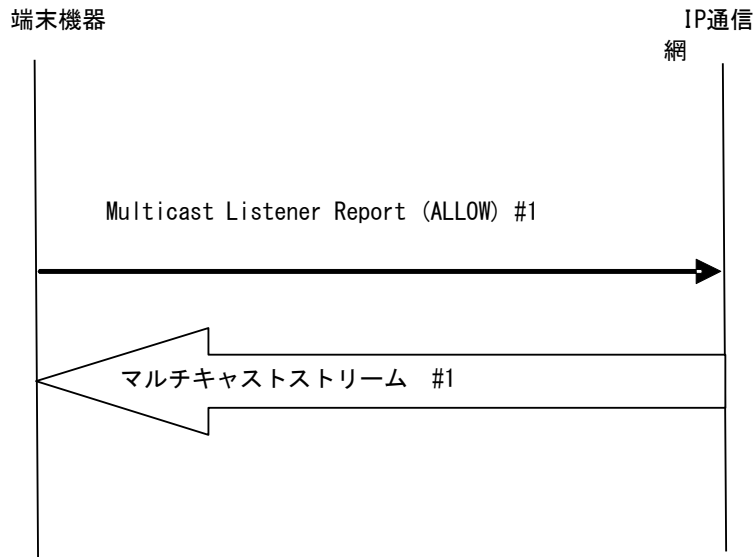 端末機器
IP通信
網
Multicast Listener Report (ALLOW) #1
マルチキャストストリーム #1